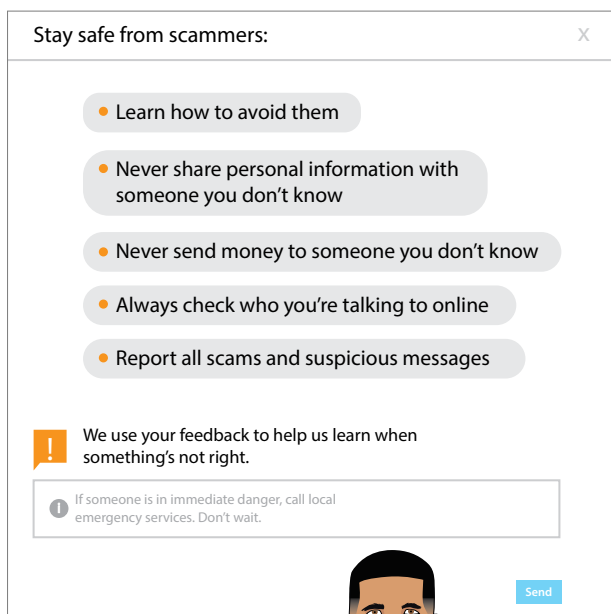 Stay safe from scammers:
X
• Learn how to avoid them
• Never share personal information with
someone you don’t know
• Never send money to someone you don’t know
• Always check who you’re talking to online
• Report all scams and suspicious messages
!
We use your feedback to help us learn when
something’s not right.
If someone is in immediate danger, call local
emergency services. Don’t wait.
Send